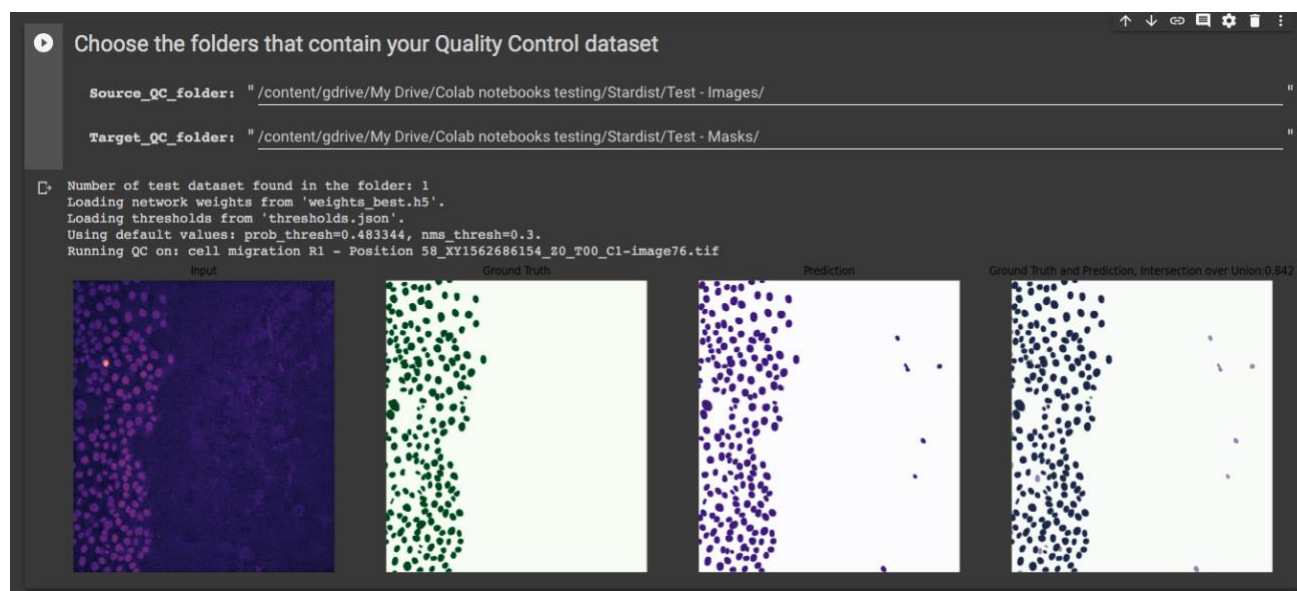 Choose the folders that contain your Quality Control dataset
Source_QC_folder: "/content/gdrive/My Drive/Colab notebooks testing/Stardist/Test - Images/"
Target_QC_folder: "/content/gdrive/My Drive/Colab notebooks testing/Stardist/Test - Masks/"
Number of test dataset found in the folder: 1
Loading network weights from 'weights_best.h5'.
Loading thresholds from 'thresholds.json'.
Using default values: prob_thresh=0.483344, nms_thresh=0.3.
Running QC on: cell migration R1 - Position 58_XY1562686154_Z0_T00_C1-image76.tif
Input Ground Truth Prediction Ground Truth and Prediction, Intersection over Union:0.842